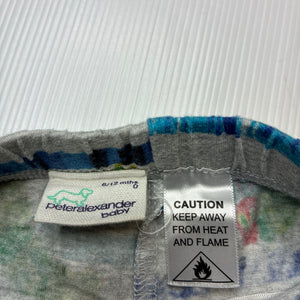 6/12 mths
0
peteralexander
baby
CAUTION
KEEP AWAY
FROM HEAT
AND FLAME